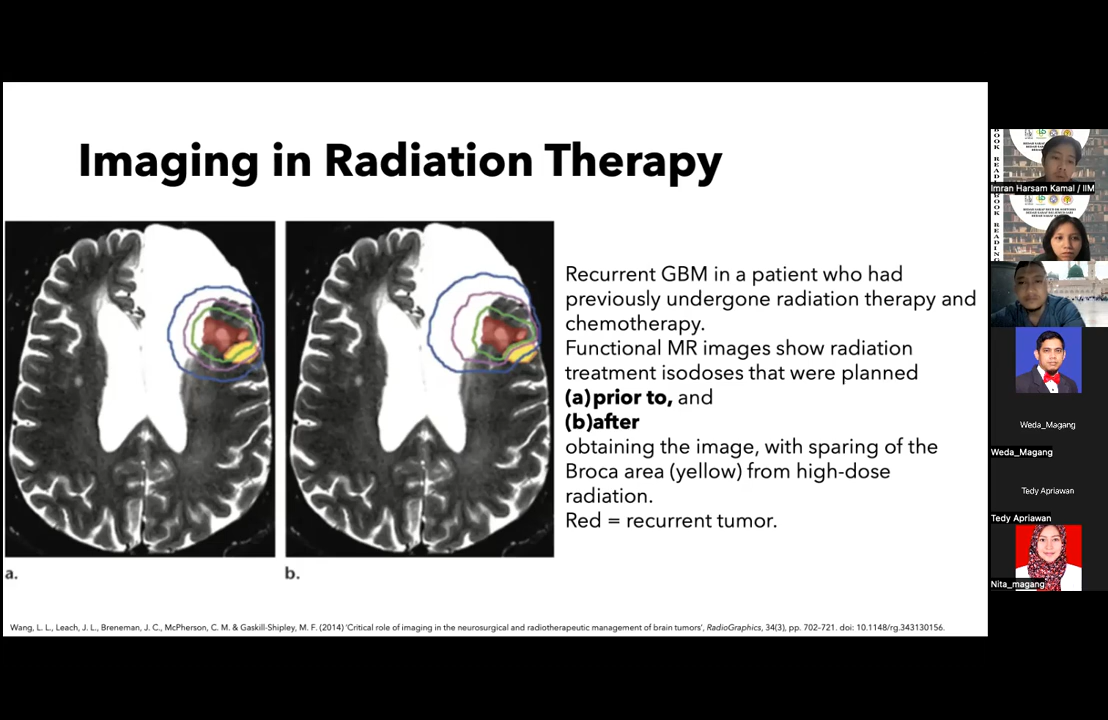 Imaging in Radiation Therapy
Recurrent GBM in a patient who had
previously undergone radiation therapy and
chemotherapy.
Functional MR images show radiation
treatment isodoses that were planned
(a)prior to, and
(b)after
obtaining the image, with sparing of the
Broca area (yellow) from high-dose
radiation.
Red = recurrent tumor.
a.
b.
Wang, L. L., Leach, J. L., Breneman, J. C., McPherson, C. M. & Gaskill-Shipley, M. F. (2014) 'Critical role of imaging in the neurosurgical and radiotherapeutic management of brain tumors', RadioGraphics, 34(3), pp. 702–721. doi: 10.1148/rg.343130156.
BOOK READ
Imran Harsam Kamal / IIM
BOOK READING
Weda_Magang
Weda_Magang
Tedy Apriawan
Tedy Apriawan
Nita_magang